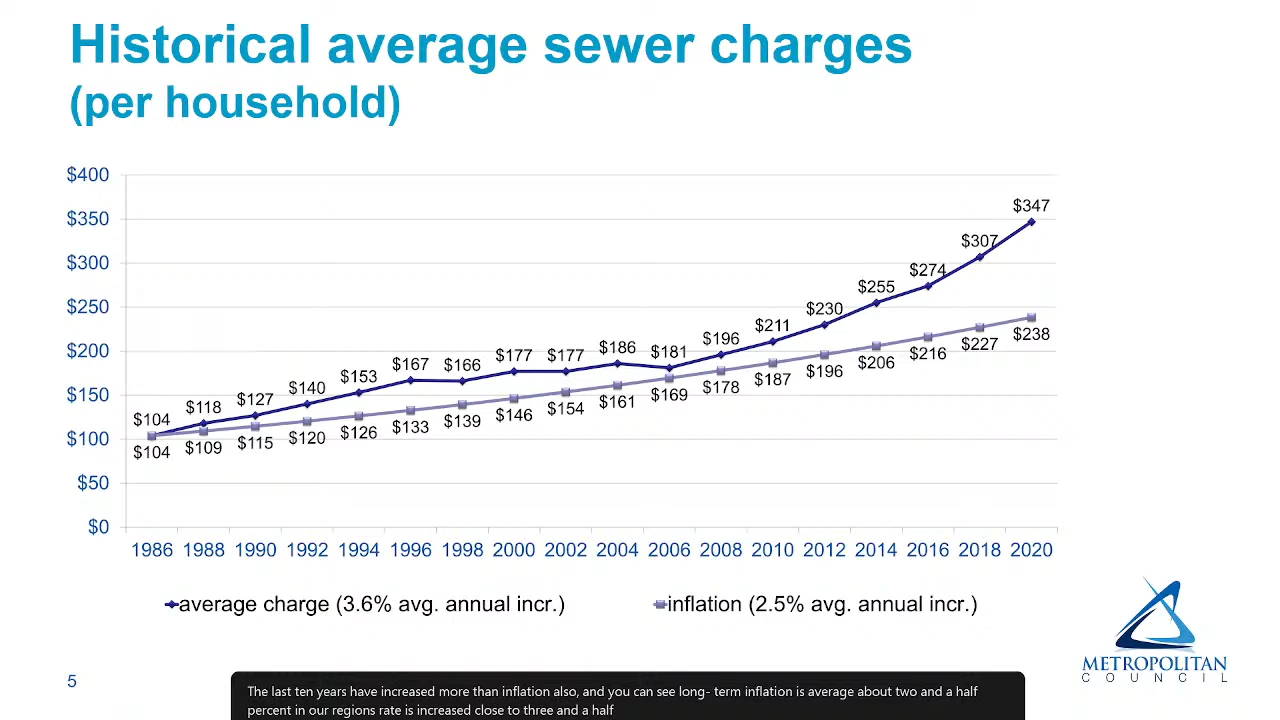 Historical average sewer charges
(per household)
$400
$350
$300
$250
$200
$150
$100
$50
$0
$104 $118 $127 $140 $153 $167 $166 $177 $177 $186 $181 $196 $211 $230 $255 $274 $307 $347
$104 $109 $115 $120 $126 $133 $139 $146 $154 $161 $169 $178 $187 $196 $206 $216 $227 $238
1986 1988 1990 1992 1994 1996 1998 2000 2002 2004 2006 2008 2010 2012 2014 2016 2018 2020
average charge (3.6% avg. annual incr.) inflation (2.5% avg. annual incr.)
METROPOLITAN
COUNCIL
5
The last ten years have increased more than inflation also, and you can see long- term inflation is average about two and a half
percent in our regions rate is increased close to three and a half